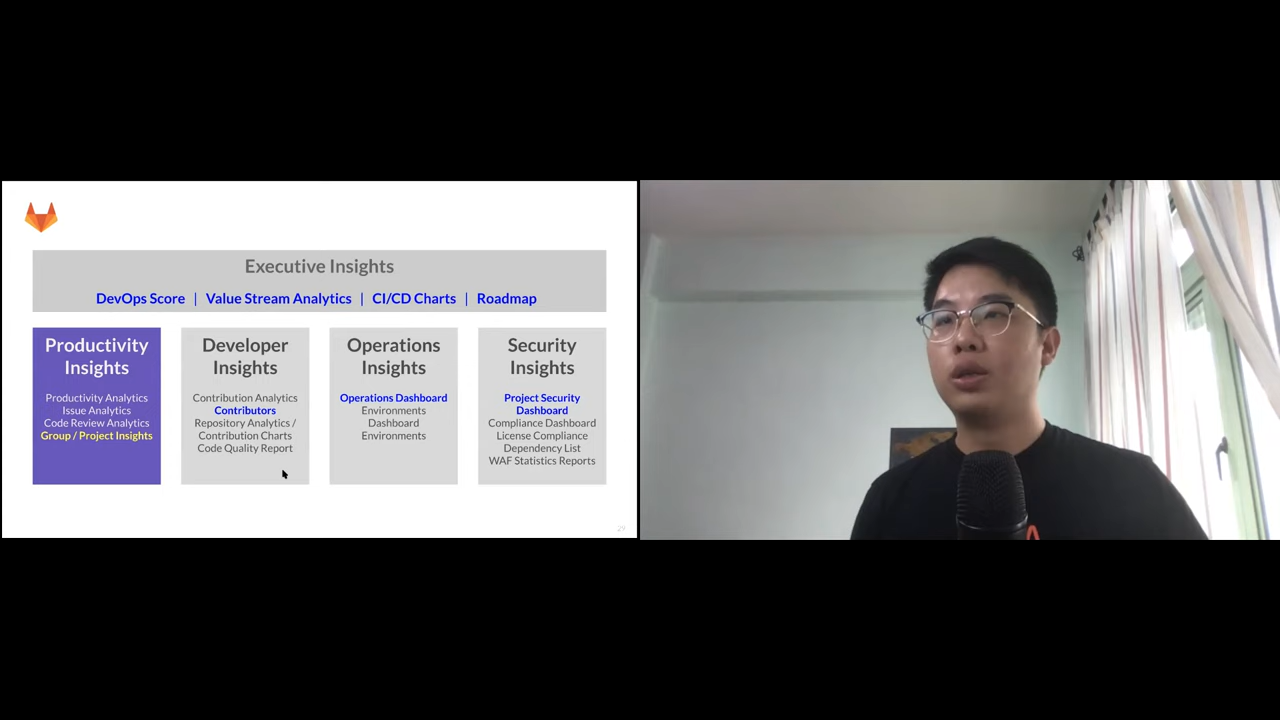 Executive Insights
DevOps Score | Value Stream Analytics | CI/CD Charts | Roadmap
Productivity
Insights
Productivity Analytics
Issue Analytics
Code Review Analytics
Group / Project Insights
Developer
Insights
Contribution Analytics
Contributors
Repository Analytics /
Contribution Charts
Code Quality Report
Operations
Insights
Operations Dashboard
Environments
Dashboard
Environments
Security
Insights
Project Security
Dashboard
Compliance Dashboard
License Compliance
Dependency List
WAF Statistics Reports
29